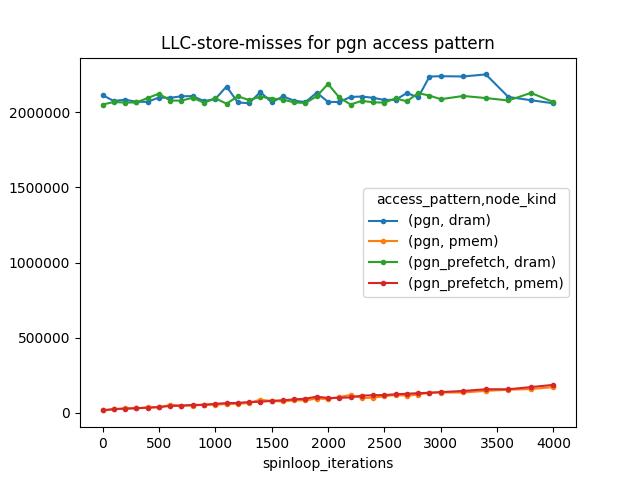 LLC-store-misses for pgn access pattern
2000000
1500000
1000000
500000
0
access_pattern,node_kind
(pgn, dram)
(pgn, pmem)
(pgn_prefetch, dram)
(pgn_prefetch, pmem)
0 500 1000 1500 2000 2500 3000 3500 4000
spinloop_iterations